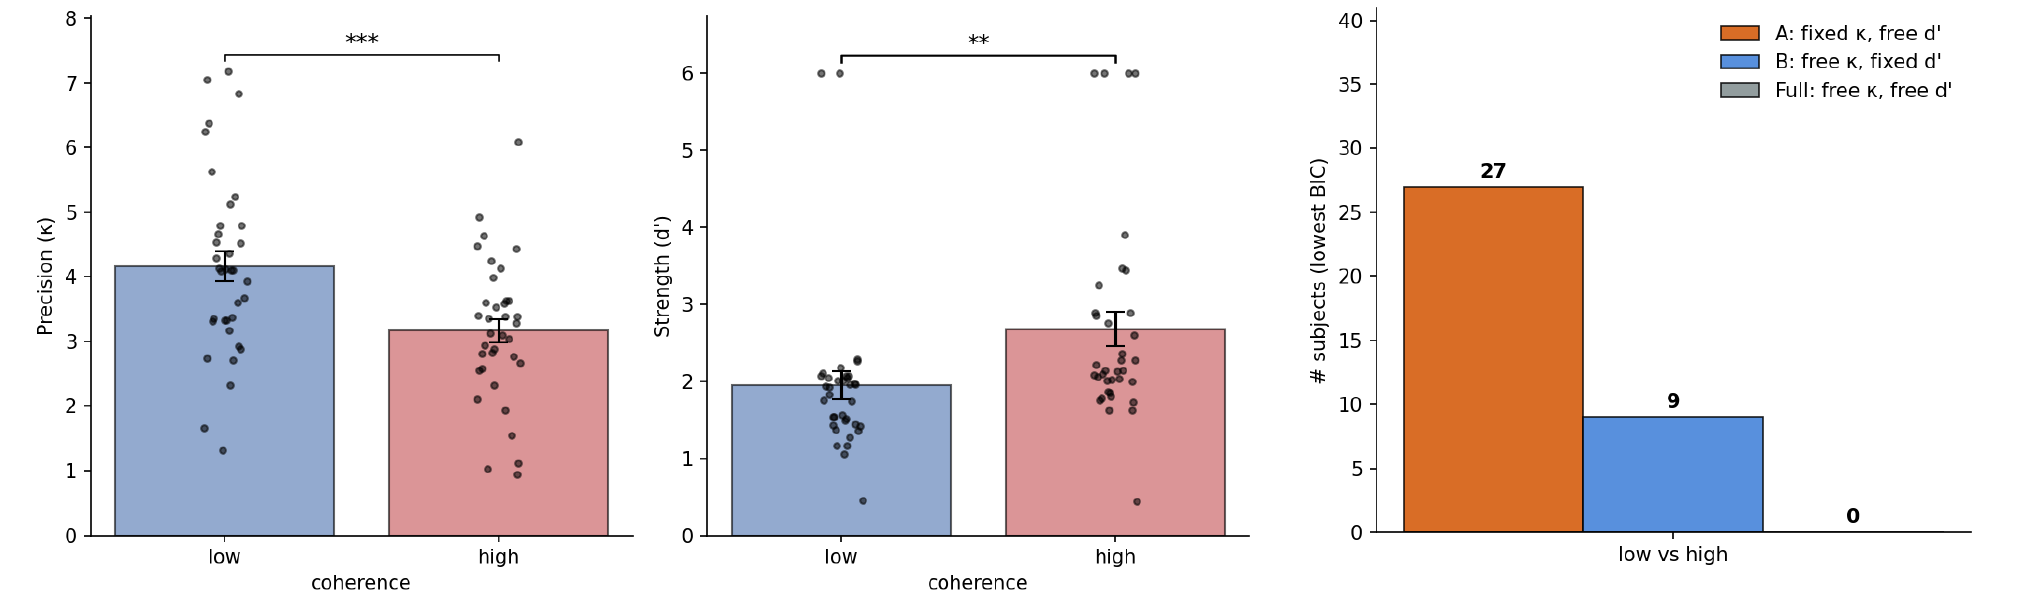 8
7
6
5
4
3
2
1
0
Precision (κ)
***
low
high
coherence
6
5
4
3
2
1
0
Strength (d')
**
low
high
coherence
40
35
30
25
20
15
10
5
0
# subjects (lowest BIC)
A: fixed κ, free d'
B: free κ, fixed d'
Full: free κ, free d'
27
9
0
low vs high